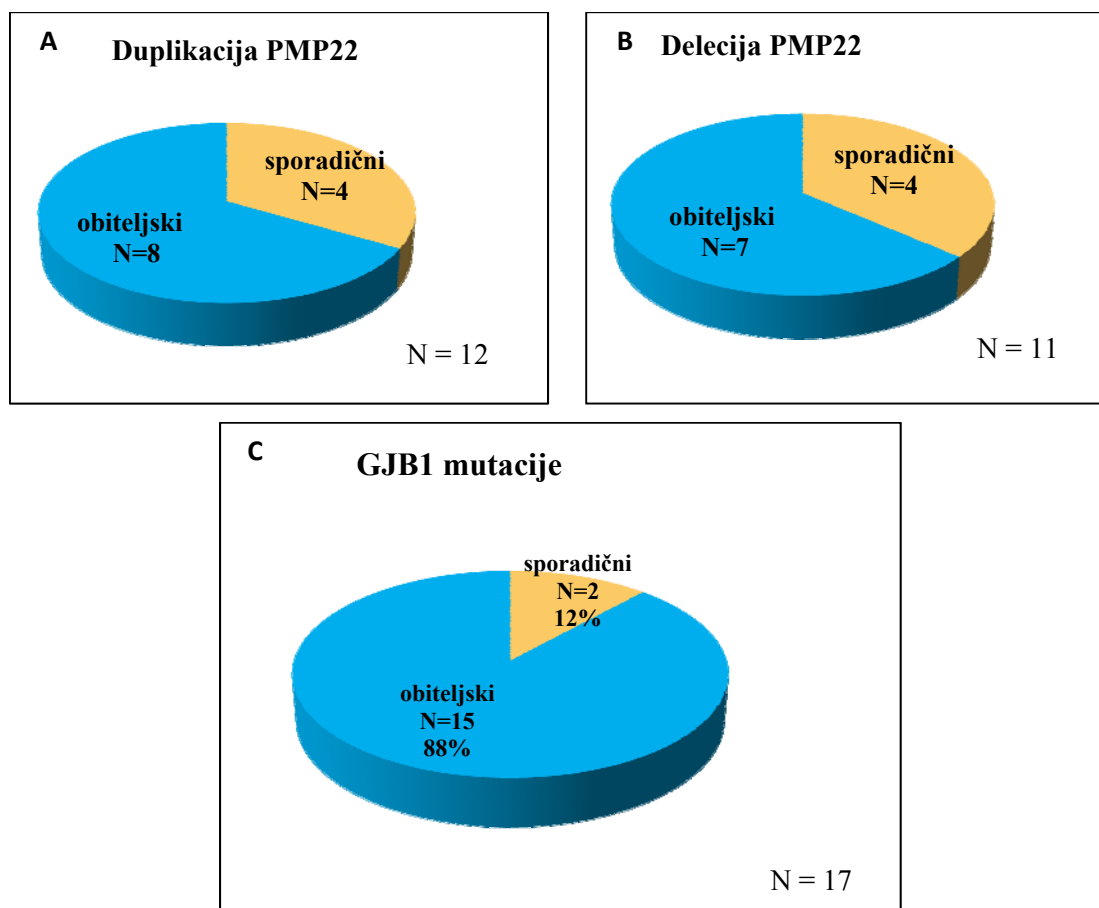 A
Duplikacija PMP22
sporadični
N=4
obiteljski
N=8
N = 12
B
Delecija PMP22
sporadični
N=4
obiteljski
N=7
N = 11
C
GJB1 mutacije
sporadični
N=2
12%
obiteljski
N=15
88%
N = 17